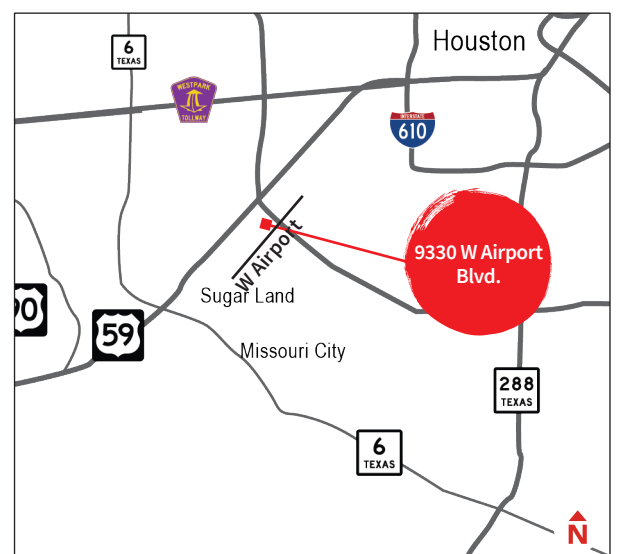 Houston
6
TEXAS
WESTPARK
TOLLWAY
INTERSTATE
610
9330 W Airport
Blvd.
W Airport
Sugar Land
90
59
Missouri City
288
TEXAS
6
TEXAS
N